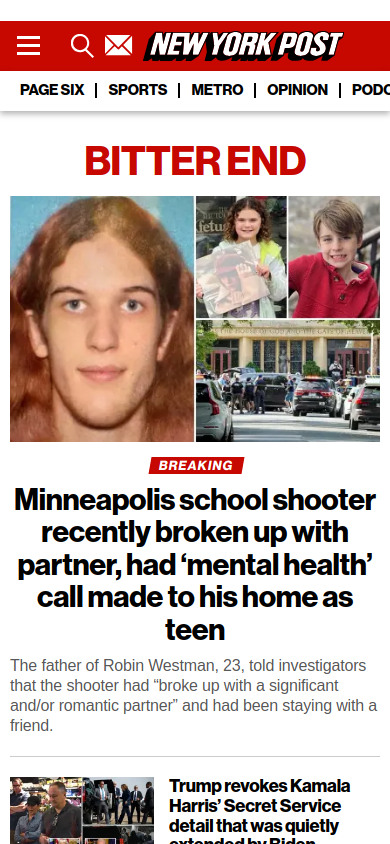 NEW YORK POST
PAGE SIX | SPORTS | METRO | OPINION | PODC
BITTER END
BREAKING
Minneapolis school shooter
recently broken up with
partner, had ‘mental health’
call made to his home as
teen
The father of Robin Westman, 23, told investigators
that the shooter had “broke up with a significant
and/or romantic partner” and had been staying with a
friend.
Trump revokes Kamala
Harris’ Secret Service
detail that was quietly
extended by Biden